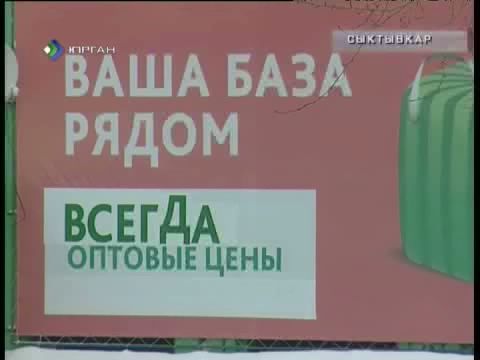 ЮРГАН
СЫКТЫВКАР
ВАША БАЗА
РЯДОМ
ВСЕГДА
ОПТОВЫЕ ЦЕНЫ